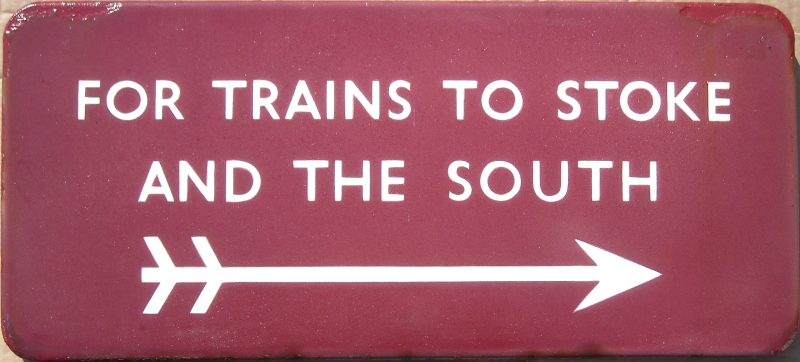 FOR TRAINS TO STOKE
AND THE SOUTH